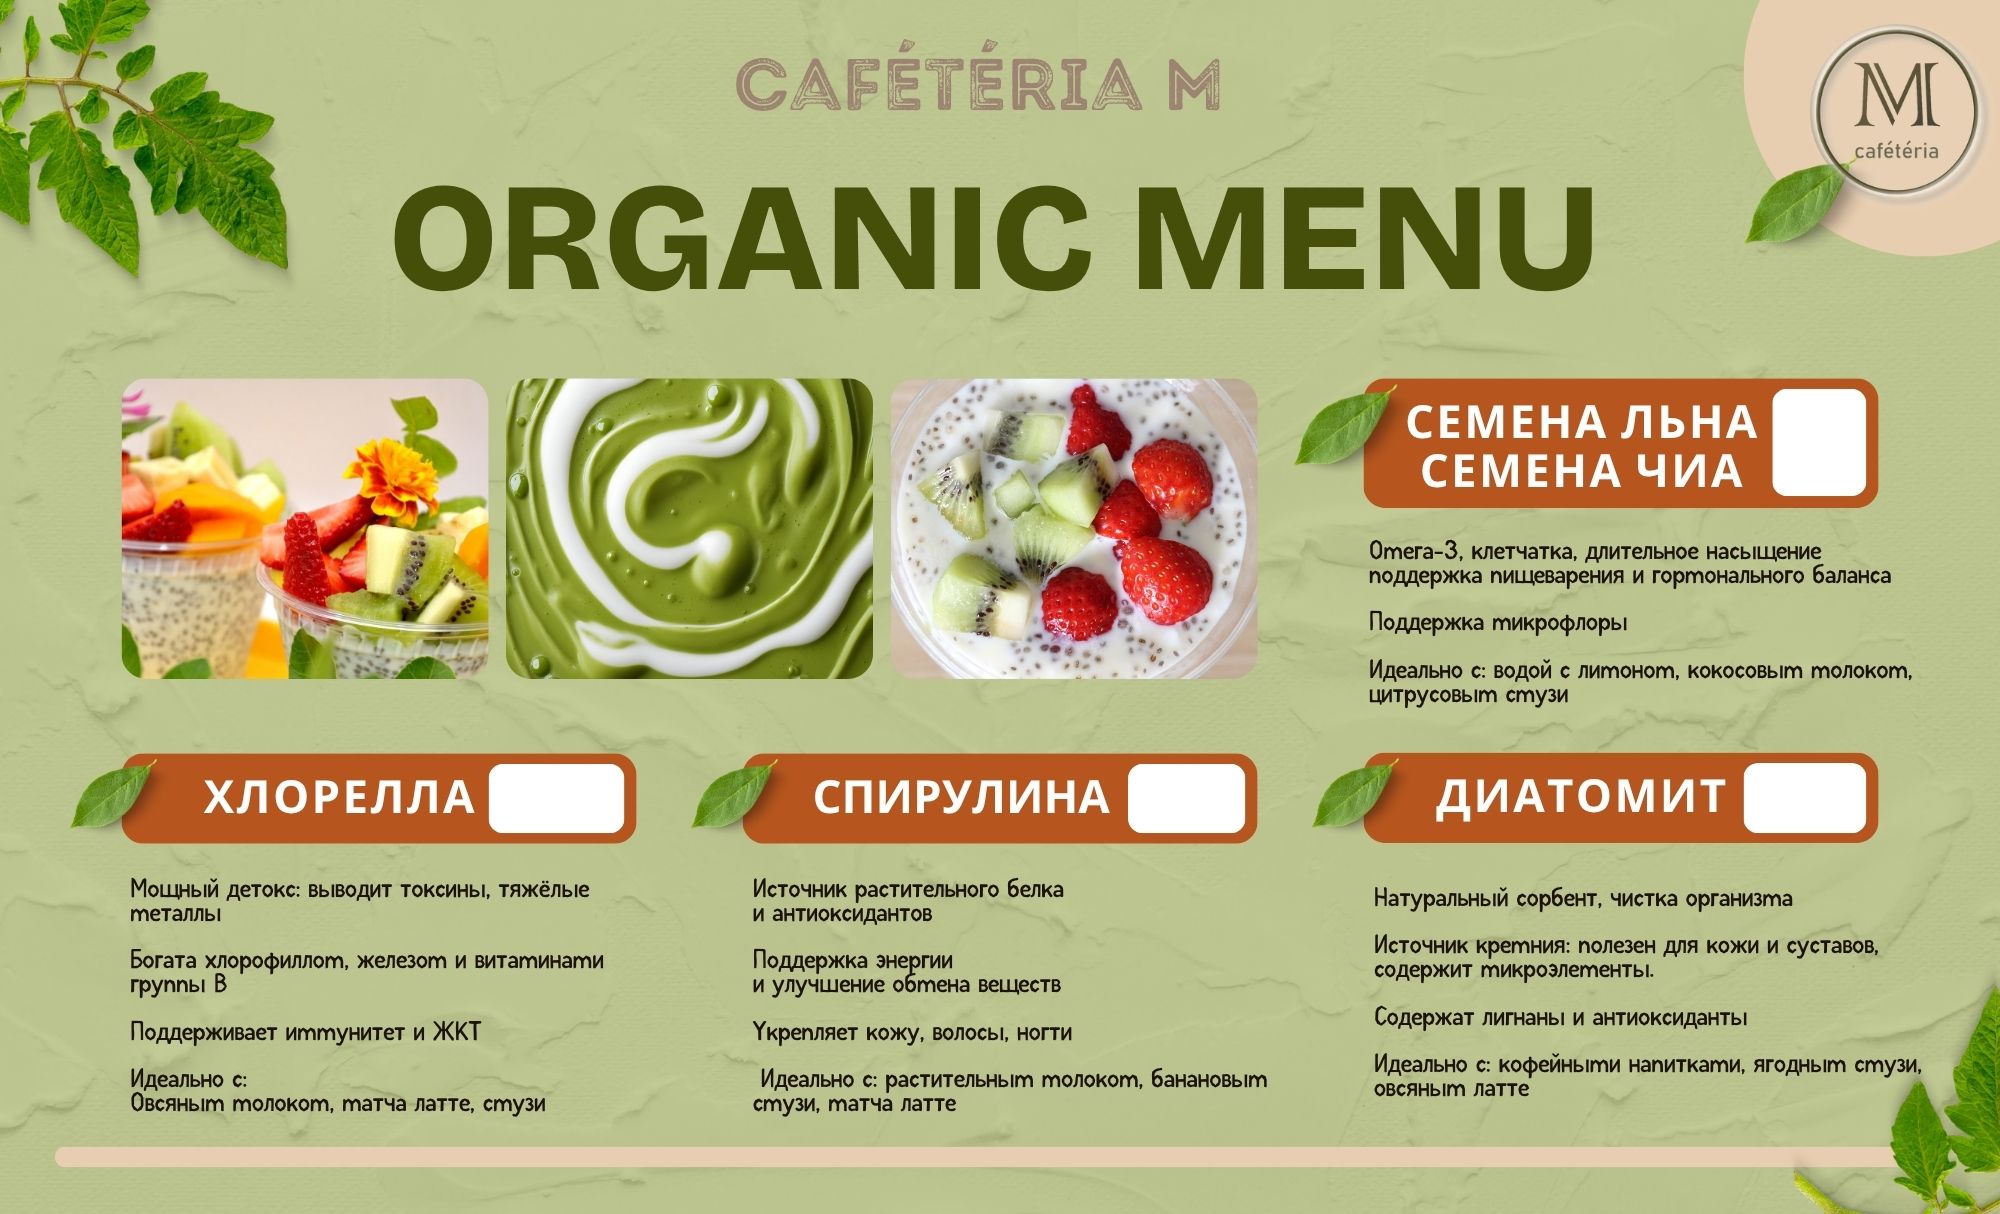 CAFÉTÉRIA M
M
cafétéria
ORGANIC MENU
СЕМЕНА ЛЬНА
СЕМЕНА ЧИА
Омега-3, клетчатка, длительное насыщение
поддержка пищеварения и гормонального баланса
Поддержка микрофлоры
Идеально с: водой с лимоном, кокосовым молоком,
цитрусовым смузи
ХЛОРЕЛЛА
Мощный детокс: выводит токсины, тяжёлые
металлы
Богата хлорофиллом, железом и витаминами
группы B
Поддерживает иммунитет и ЖКТ
Идеально с:
Овсяным молоком, матча латте, смузи
СПИРУЛИНА
Источник растительного белка
и антиоксидантов
Поддержка энергии
и улучшение обмена веществ
Укрепляет кожу, волосы, ногти
Идеально с: растительным молоком, банановым
смузи, матча латте
ДИАТОМИТ
Натуральный сорбент, чистка организма
Источник кремния: полезен для кожи и суставов,
содержит микроэлементы.
Содержат лигнаны и антиоксиданты
Идеально с: кофейными напитками, ягодным смузи,
овсяным латте